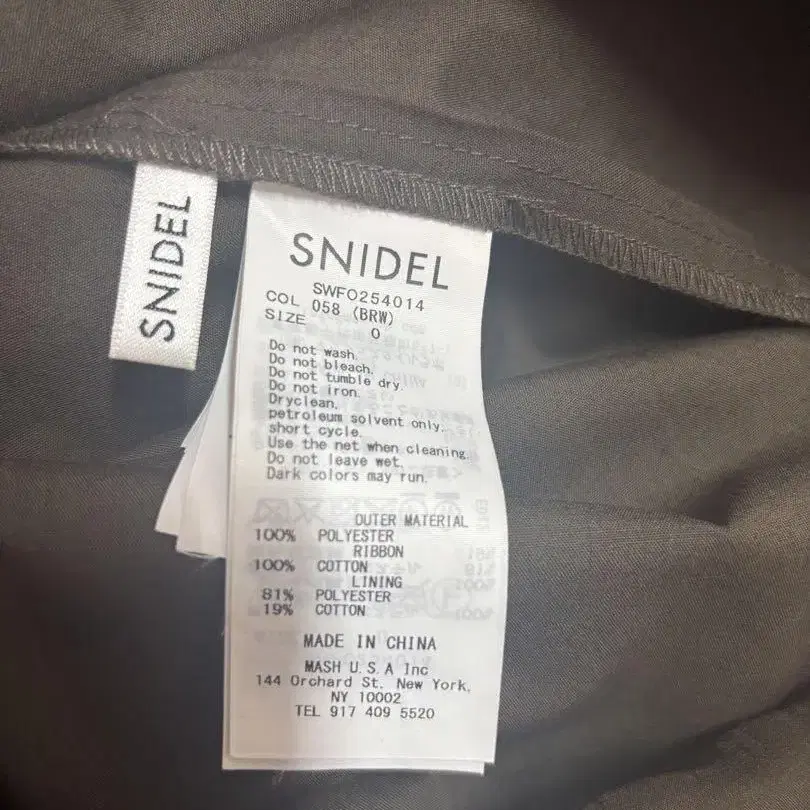 SNIDEL
SNIDEL
SWFO254014
COL 058 (BRW)
SIZE 0
Do not wash.
Do not bleach.
Do not tumble dry.
Do not iron.
Dryclean.
petroleum solvent only.
short cycle.
Use the net when cleaning.
Do not leave wet.
Dark colors may run.
OUTER MATERIAL
100% POLYESTER
RIBBON
100% COTTON
LINING
81% POLYESTER
19% COTTON
MADE IN CHINA
MASH U.S.A Inc
144 Orchard St. New York,
NY 10002
TEL 917 409 5520